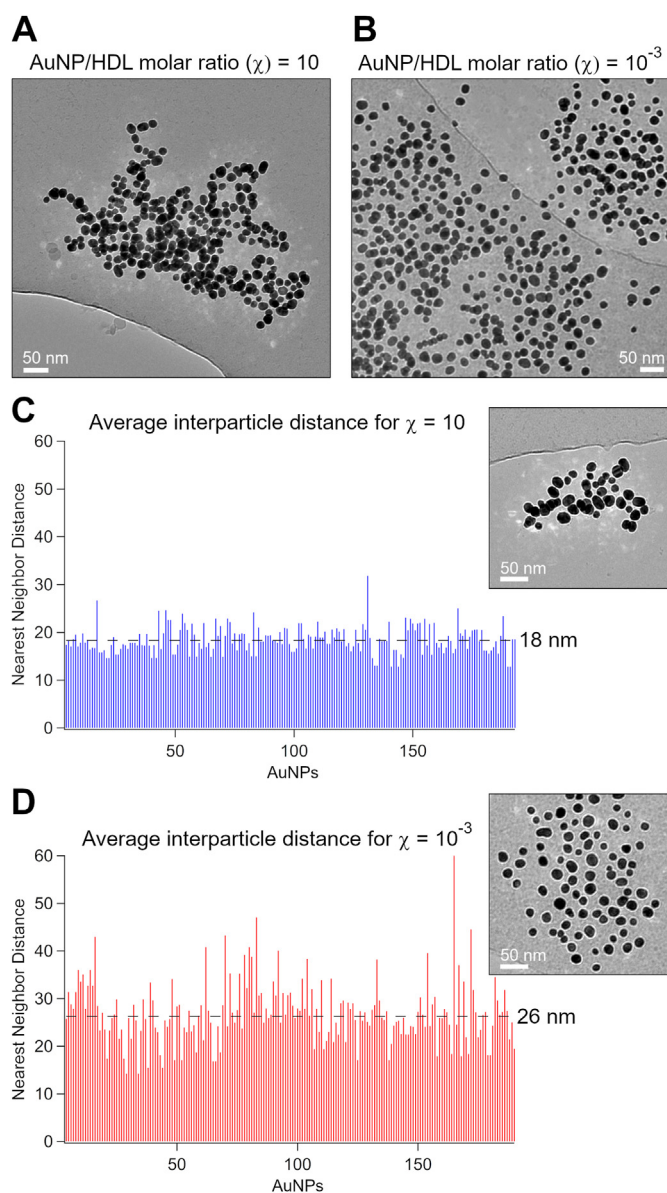 A
AuNP/HDL molar ratio (χ) = 10
50 nm
B
AuNP/HDL molar ratio (χ) = 10⁻³
50 nm
C
Average interparticle distance for χ = 10
60
50
40
30
20
10
0
Nearest Neighbor Distance
50
100
150
AuNPs
18 nm
50 nm
D
Average interparticle distance for χ = 10⁻³
60
50
40
30
20
10
0
Nearest Neighbor Distance
50
100
150
AuNPs
26 nm
50 nm